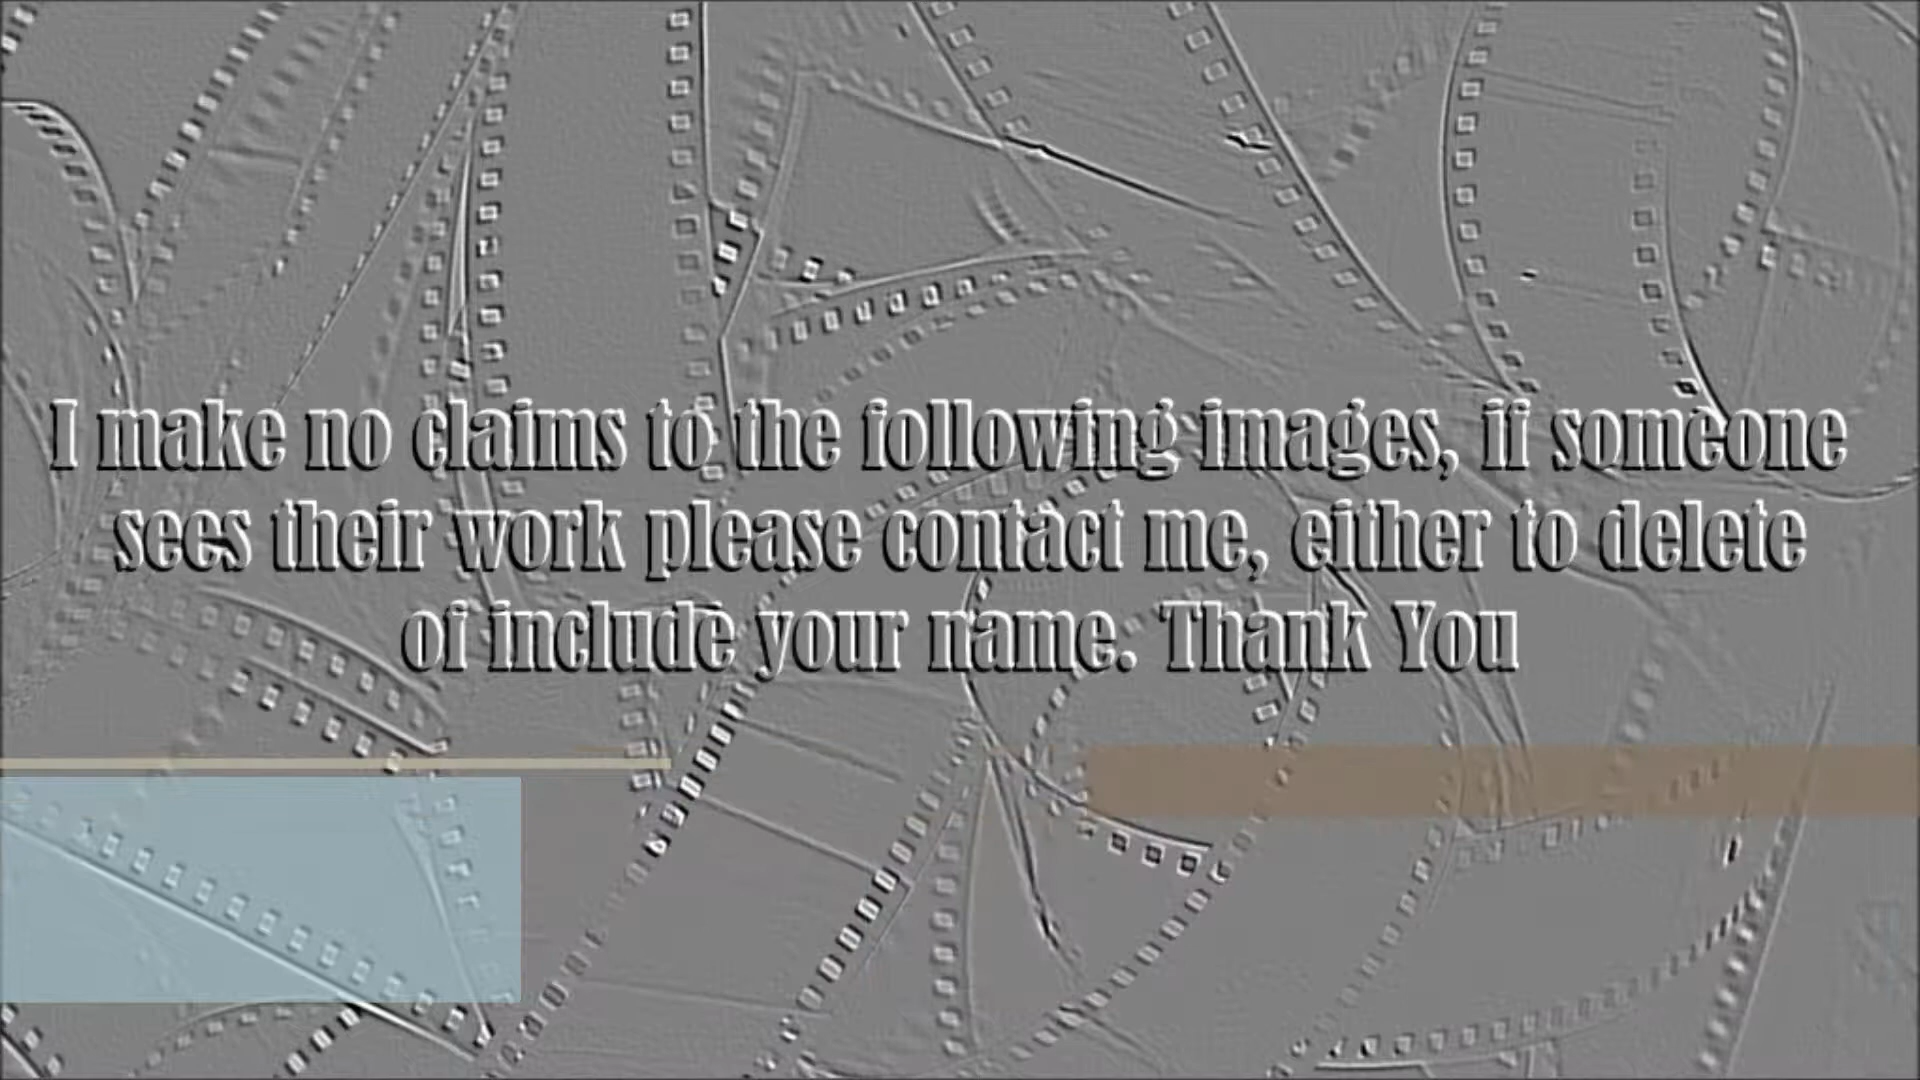 I make no claims to the following images, if someone
sees their work please contact me, either to delete
of include your name. Thank You